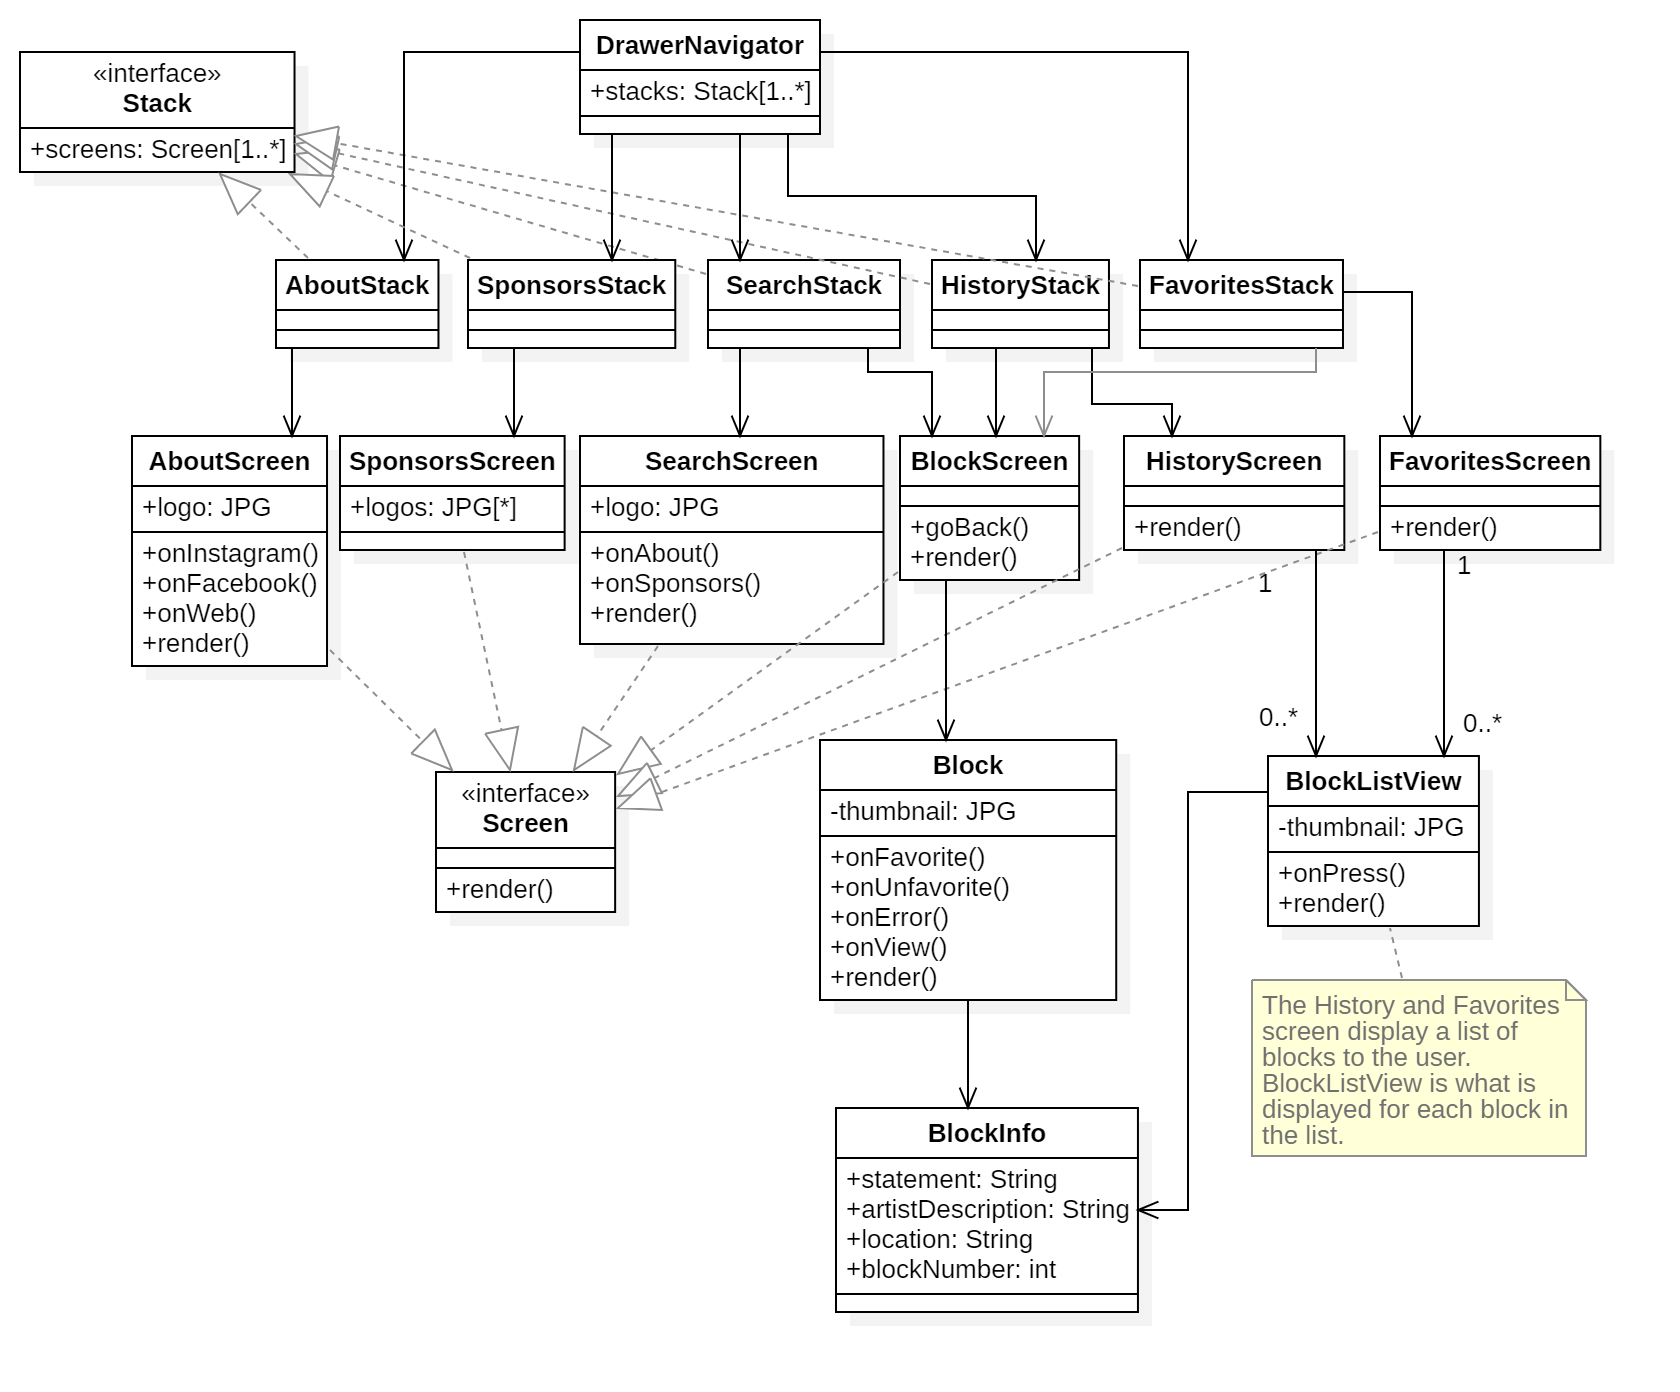 DrawerNavigator
+stacks: Stack[1..*]
«interface»
Stack
+screens: Screen[1..*]
AboutStack
SponsorsStack
SearchStack
HistoryStack
FavoritesStack
AboutScreen
+logo: JPG
+onInstagram()
+onFacebook()
+onWeb()
+render()
SponsorsScreen
+logos: JPG[*]
SearchScreen
+logo: JPG
+onAbout()
+onSponsors()
+render()
BlockScreen
+goBack()
+render()
HistoryScreen
+render()
FavoritesScreen
+render()
1
1
0..*
0..*
«interface»
Screen
+render()
Block
-thumbnail: JPG
+onFavorite()
+onUnfavorite()
+onError()
+onView()
+render()
BlockListView
-thumbnail: JPG
+onPress()
+render()
The History and Favorites
screen display a list of
blocks to the user.
BlockListView is what is
displayed for each block in
the list.
BlockInfo
+statement: String
+artistDescription: String
+location: String
+blockNumber: int